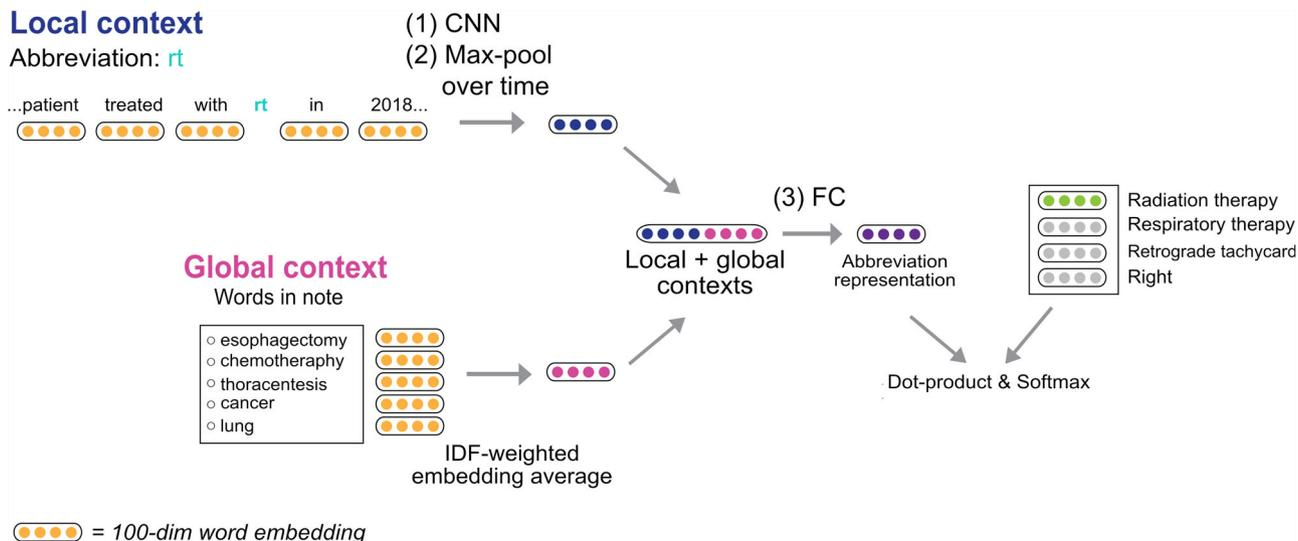 Local context
Abbreviation: rt
...patient treated with rt in 2018...
(1) CNN
(2) Max-pool
over time
Global context
Words in note
esophagectomy
chemotheraphy
thoracentesis
cancer
lung
IDF-weighted
embedding average
Local + global
contexts
(3) FC
Abbreviation
representation
Radiation therapy
Respiratory therapy
Retrograde tachycard
Right
Dot-product & Softmax
= 100-dim word embedding